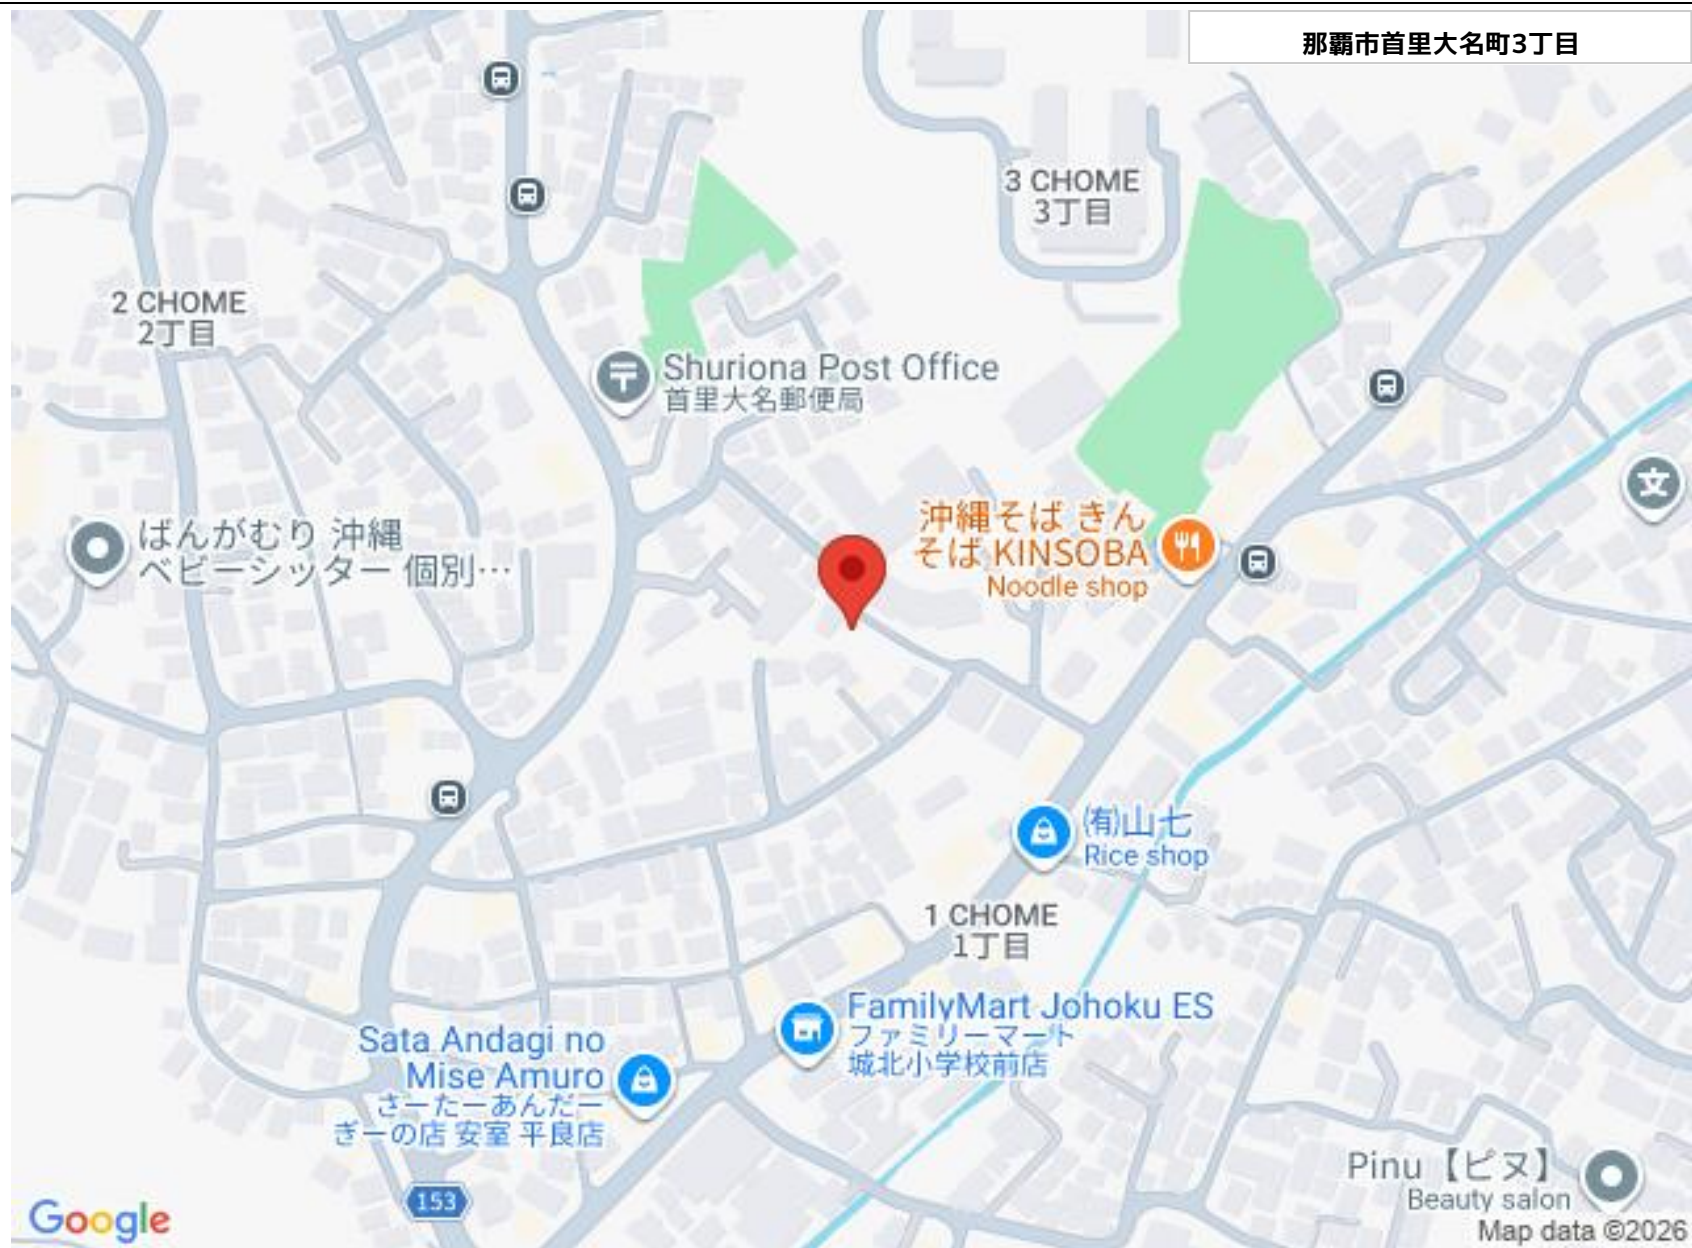 那覇市首里大名町3丁目
3 CHOME
3丁目
2 CHOME
2丁目
Shuriona Post Office
首里大名郵便局
ばんがむり 沖縄
ベビーシッター 個別…
沖縄そば きん
そば KINSOBA
Noodle shop
文
㈲山七
Rice shop
1 CHOME
1丁目
FamilyMart Johoku ES
ファミリーマート
城北小学校前店
Sata Andagi no
Mise Amuro
さーたーあんだー
ぎーの店 安室 平良店
153
Pinu【ピヌ】
Beauty salon
Google
Map data ©2026